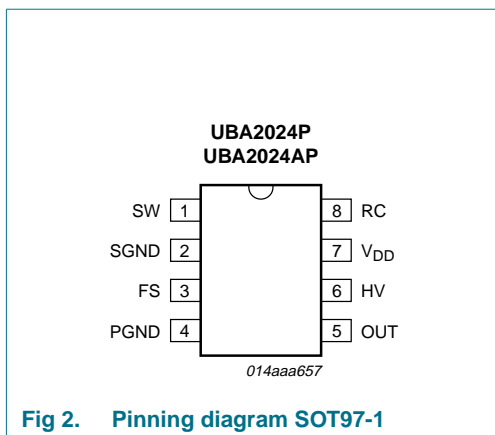 UBA2024P
UBA2024AP
SW 1 8 RC
SGND 2 7 VDD
FS 3 6 HV
PGND 4 5 OUT
014aaa657
Fig 2. Pinning diagram SOT97-1